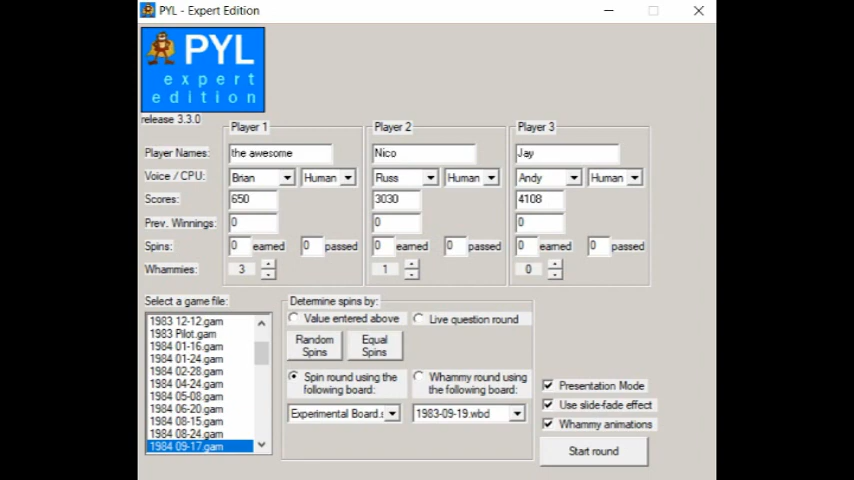 PYL - Expert Edition
PYL
expert
edition
release 3.3.0
Player 1 Player 2 Player 3
Player Names: the awesome Nico Jay
Voice / CPU: Brian Human Russ Human Andy Human
Scores: 650 3030 4108
Prev. Winnings: 0 0 0
Spins: 0 earned 0 passed 0 earned 0 passed 0 earned 0 passed
Whammies: 3 1 0
Select a game file:
1983 12-12.gam
1983 Pilot.gam
1984 01-16.gam
1984 01-24.gam
1984 02-28.gam
1984 04-24.gam
1984 05-08.gam
1984 06-20.gam
1984 08-15.gam
1984 08-24.gam
1984 09-17.gam
Determine spins by:
Value entered above Live question round
Random Spins Equal Spins
Spin round using the following board:
Whammy round using the following board:
Experimental Board.s 1983-09-19.wbd
Presentation Mode
Use slide-fade effect
Whammy animations
Start round